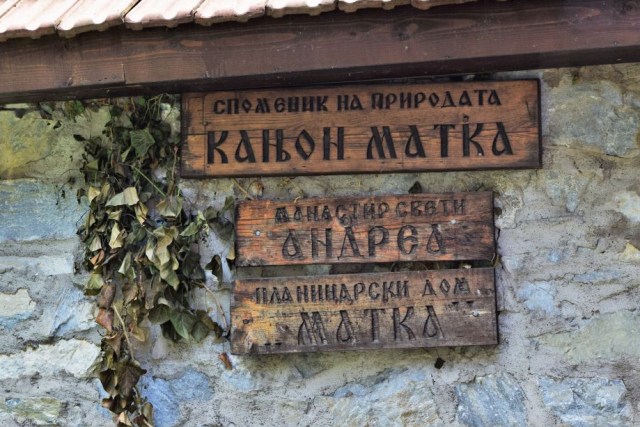 СПОМЕНИК НА ПРИРОДАТА
КАЊОН МАТКА
МАНАСТИР СВЕТИ
АНДРЕА
ПЛАНИНАРСКИ ДОМ
МАТКА